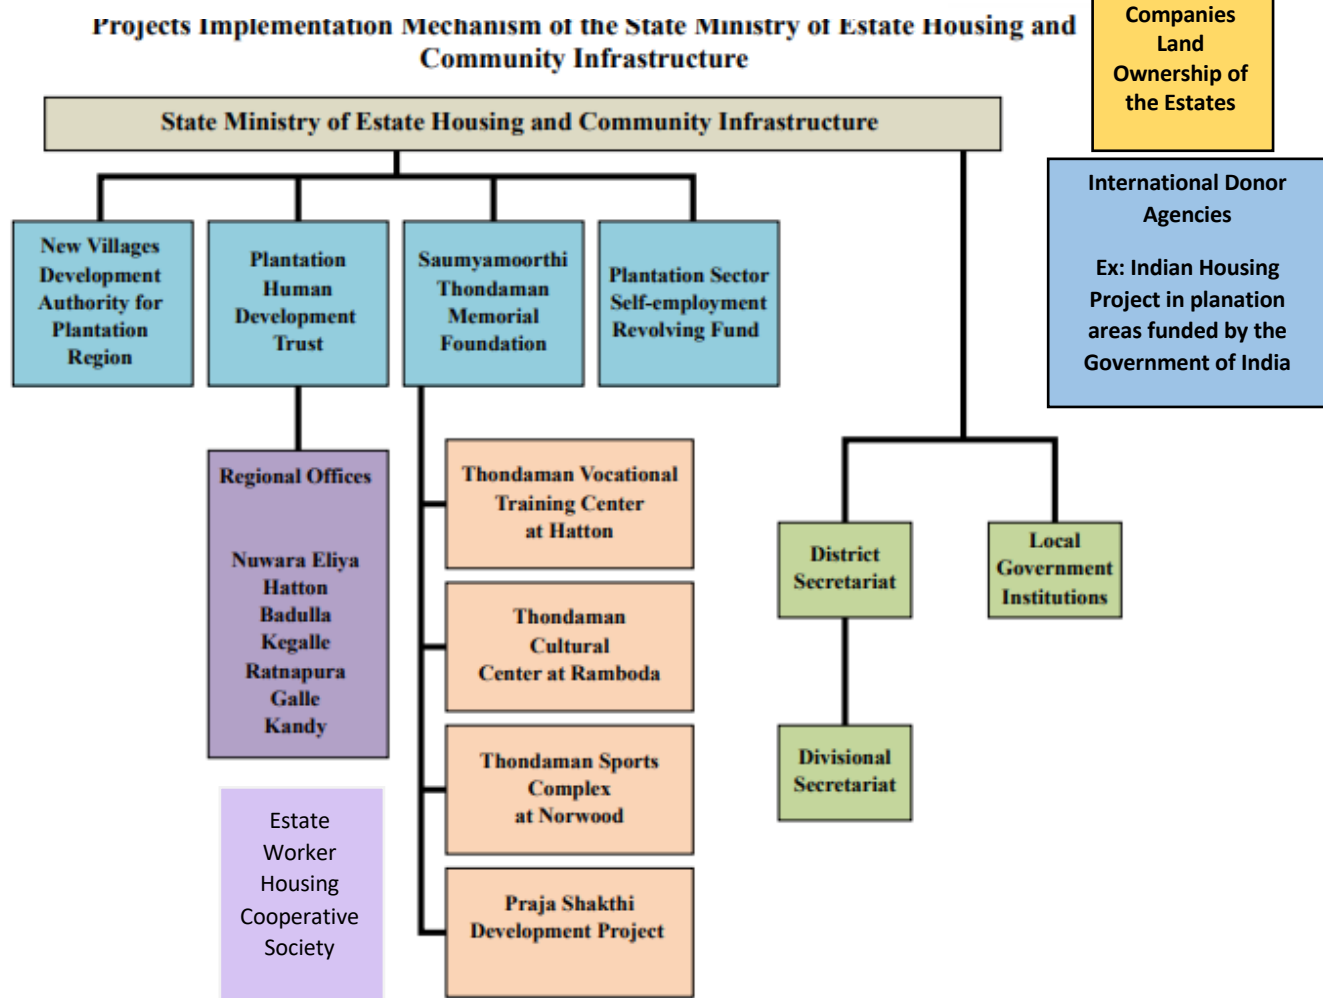 Projects Implementation Mechanism of the State Ministry of Estate Housing and
Community Infrastructure
Companies
Land
Ownership of
the Estates
State Ministry of Estate Housing and Community Infrastructure
International Donor
Agencies
Ex: Indian Housing
Project in planation
areas funded by the
Government of India
New Villages
Development
Authority for
Plantation
Region
Plantation
Human
Development
Trust
Saumyamoorthi
Thondaman
Memorial
Foundation
Plantation Sector
Self-employment
Revolving Fund
Regional Offices
Nuwara Eliya
Hatton
Badulla
Kegalle
Ratnapura
Galle
Kandy
Thondaman Vocational
Training Center
at Hatton
Thondaman
Cultural
Center at Ramboda
Thondaman Sports
Complex
at Norwood
Praja Shakthi
Development Project
District
Secretariat
Local
Government
Institutions
Divisional
Secretariat
Estate
Worker
Housing
Cooperative
Society